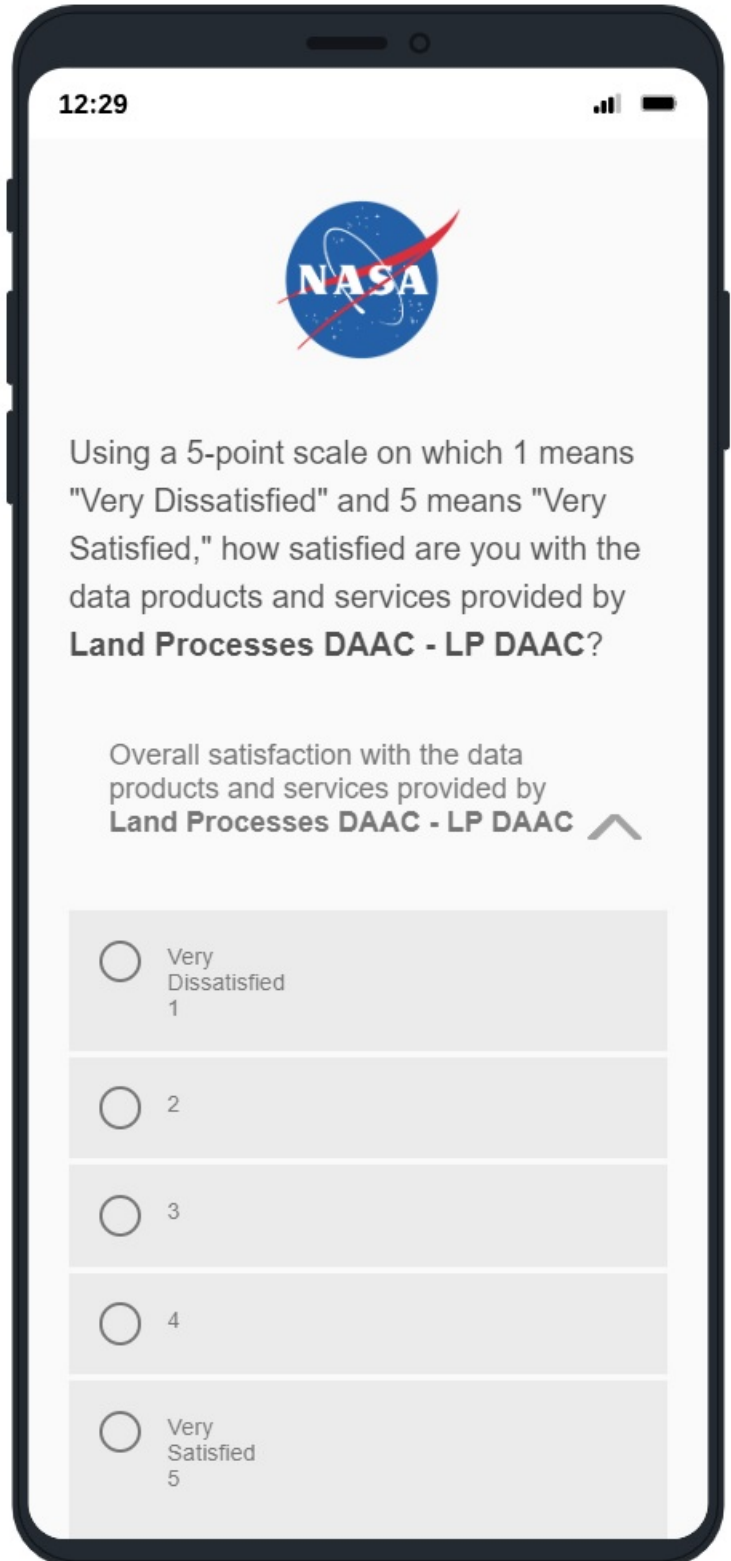 12:29
NASA
Using a 5-point scale on which 1 means
"Very Dissatisfied" and 5 means "Very
Satisfied," how satisfied are you with the
data products and services provided by
Land Processes DAAC - LP DAAC?
Overall satisfaction with the data
products and services provided by
Land Processes DAAC - LP DAAC
Very
Dissatisfied
1
2
3
4
Very
Satisfied
5